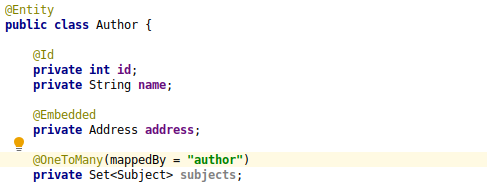 @Entity
public class Author {
@Id
private int id;
private String name;
@Embedded
private Address address;
@OneToMany(mappedBy = "author")
private Set<Subject> subjects;